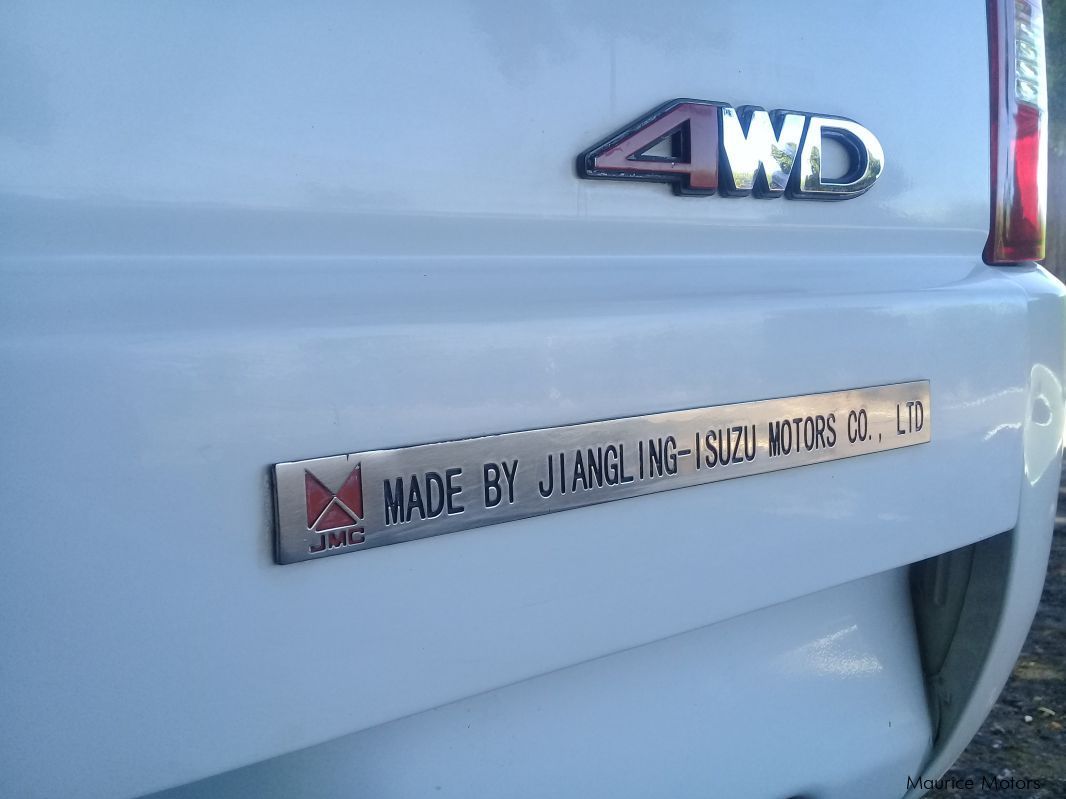 4WD
JMC
MADE BY JIANGLING-ISUZU MOTORS CO., LTD
Maurice Motors